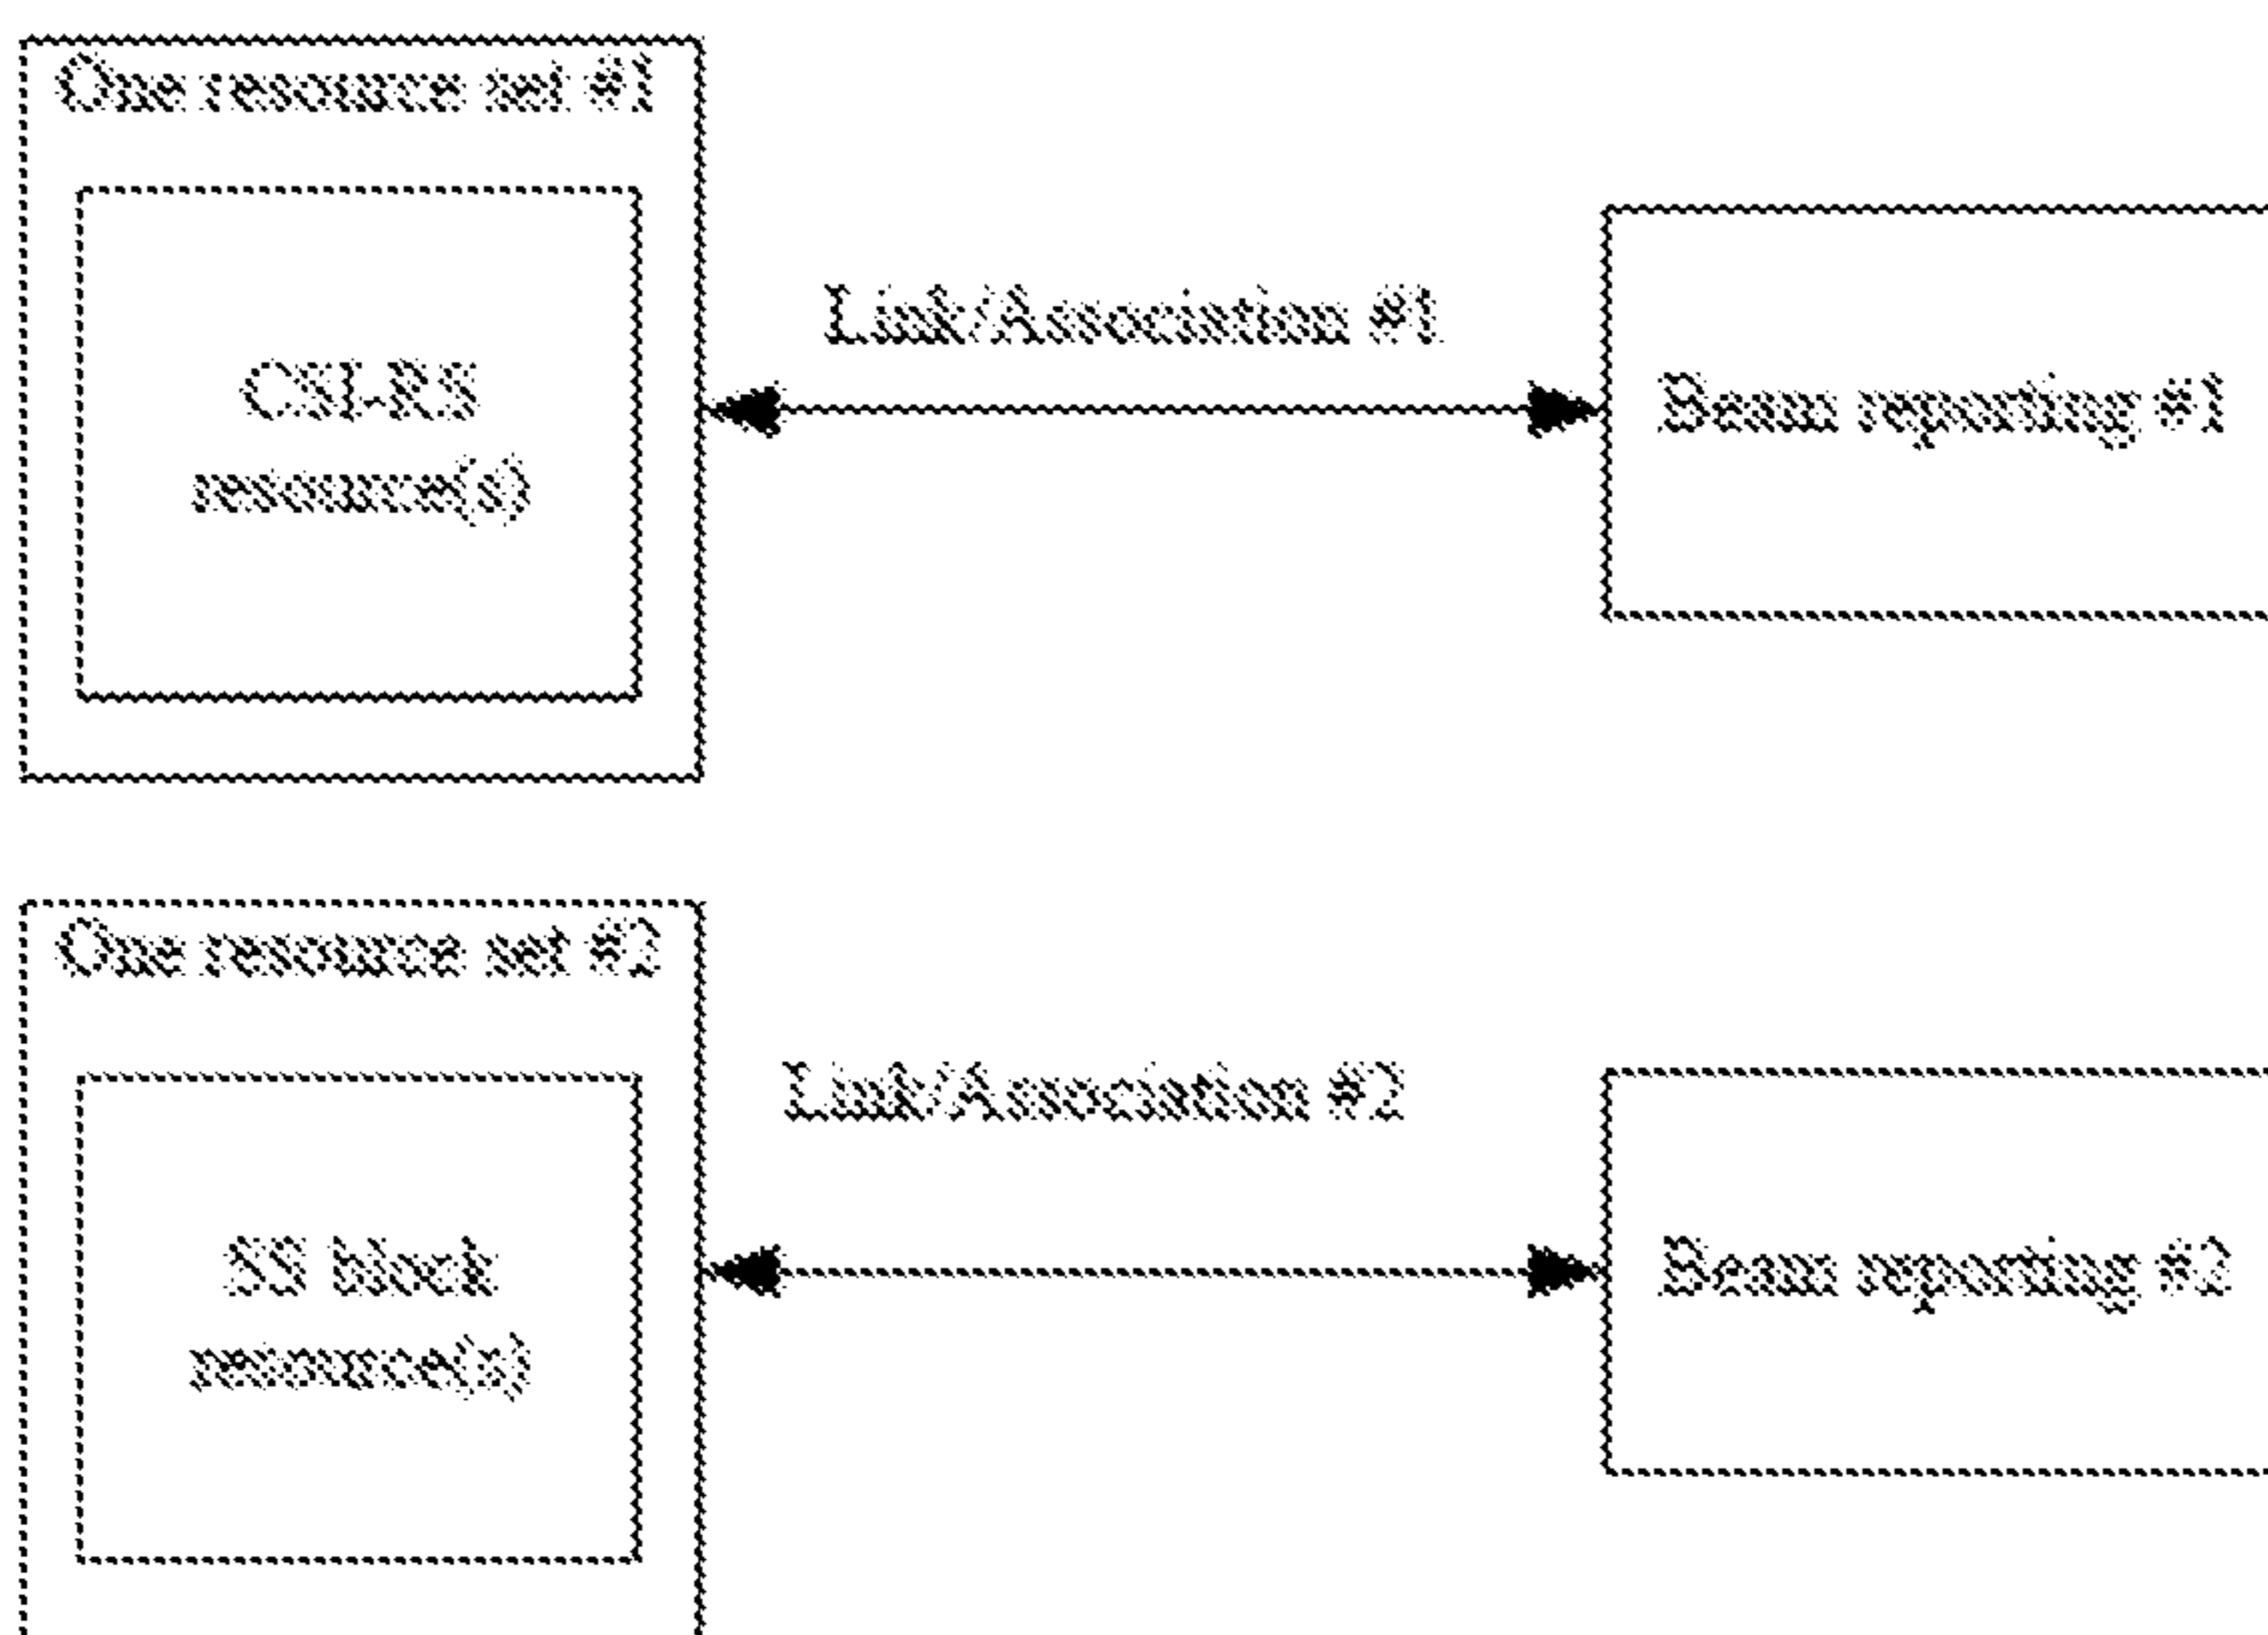 One resource set #1
CSI-RS
resource(s)
Link/Association #1
Beam reporting #1
One resource set #2
SS block
resource(s)
Link/Association #2
Beam reporting #2